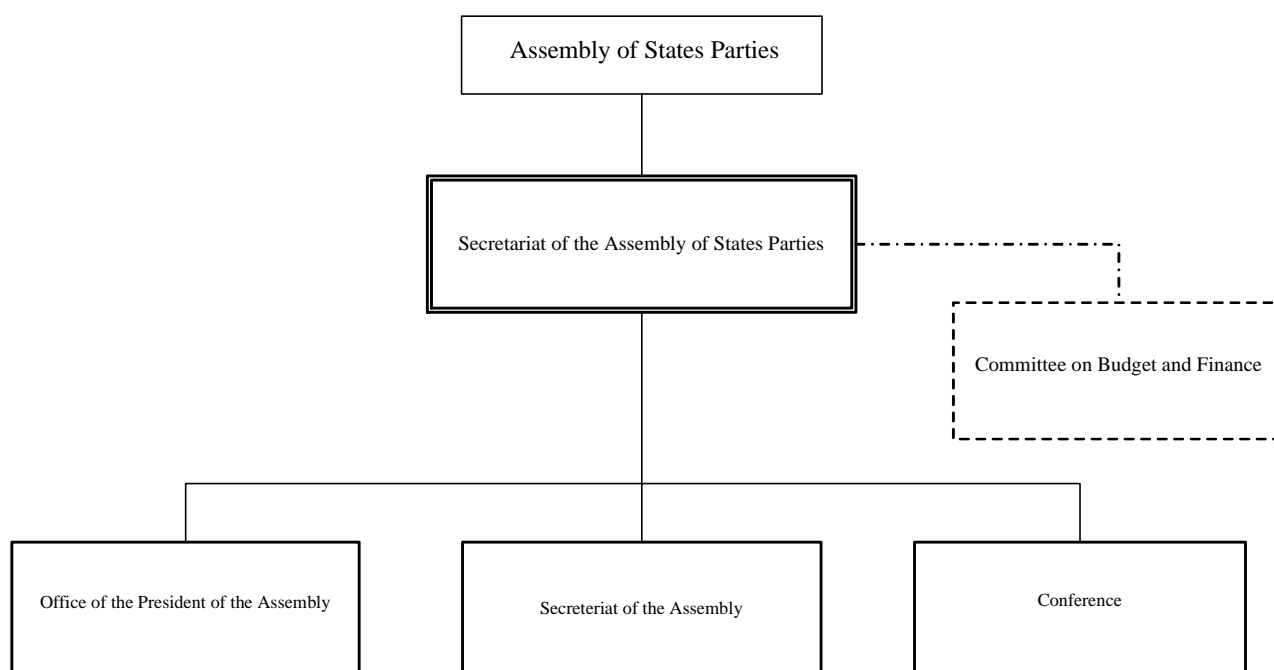 Assembly of States Parties
Secretariat of the Assembly of States Parties
Committee on Budget and Finance
Office of the President of the Assembly
Secreteriat of the Assembly
Conference